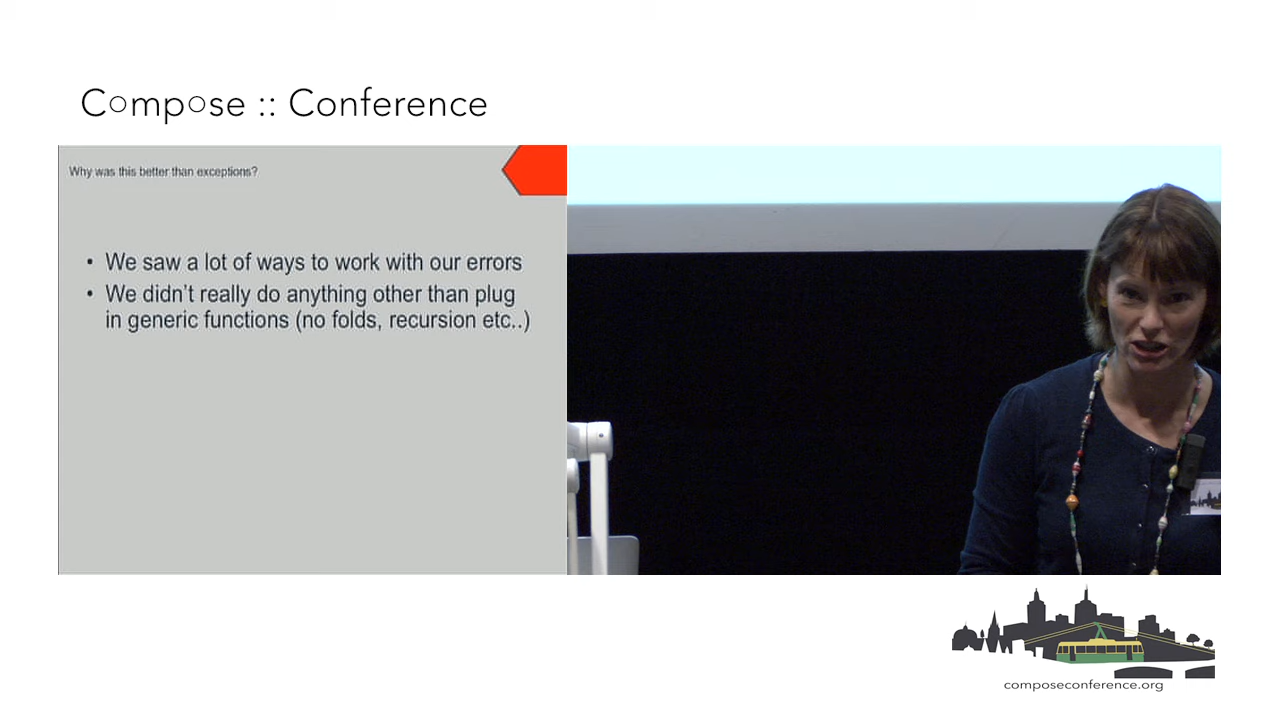 Compose :: Conference
Why was this better than exceptions?
• We saw a lot of ways to work with our errors
• We didn't really do anything other than plug
in generic functions (no folds, recursion etc..)
composeconference.org